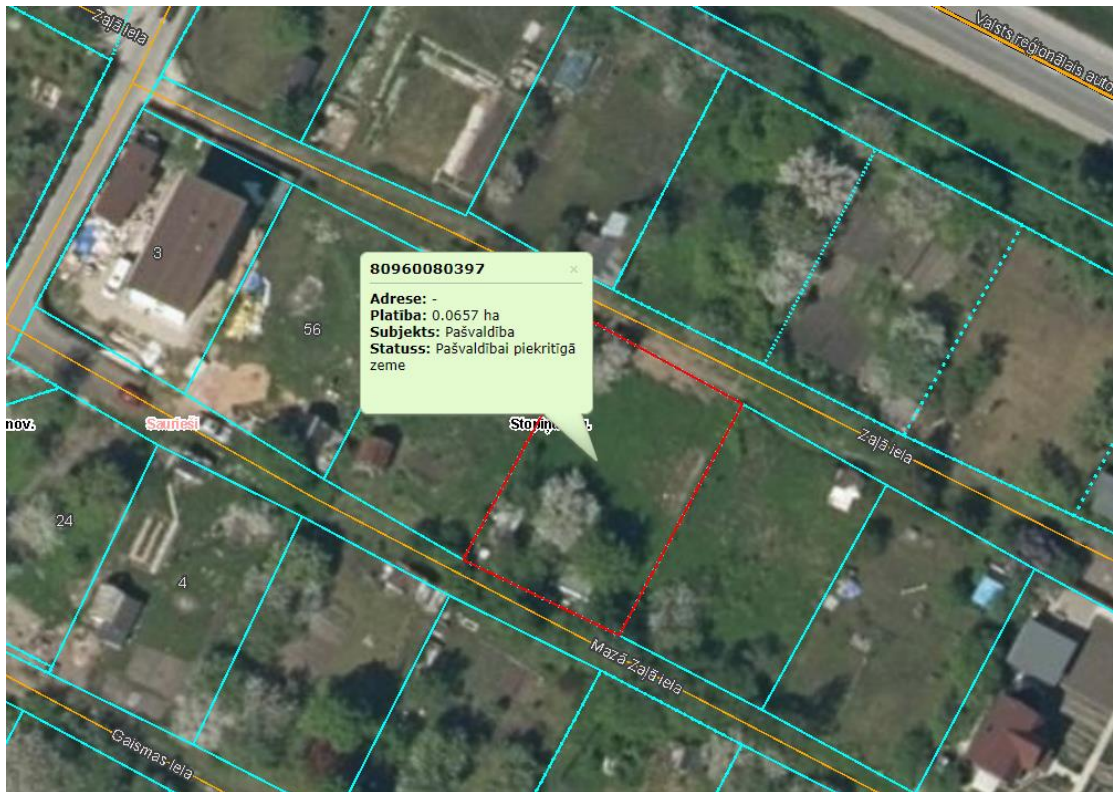 Zaļā iela
Valsts reģionālais auto
3
80960080397
×
Adrese: -
Platība: 0.0657 ha
Subjekts: Pašvaldība
Statuss: Pašvaldībai piekritīgā
zeme
56
nov.
Saurieši
Zaļā iela
24
4
Mazā Zaļā iela
Gaismas iela